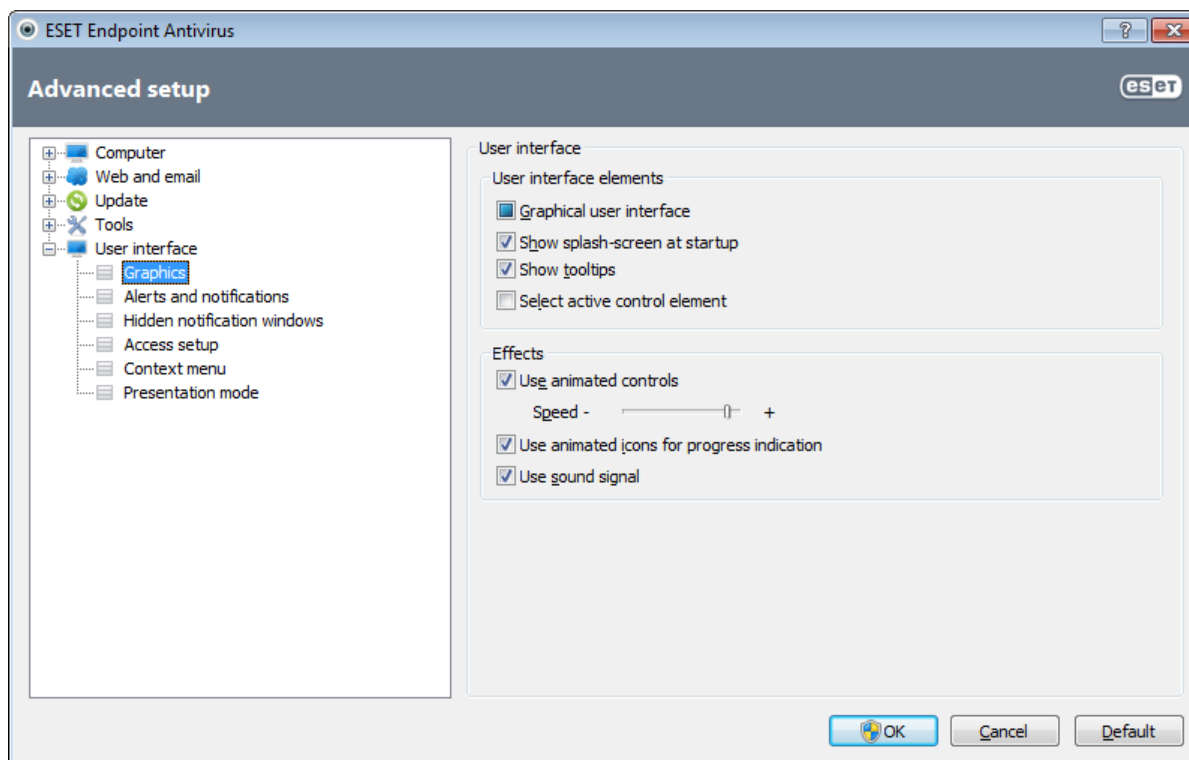 ESET Endpoint Antivirus
?
Advanced setup
eset
Computer
Web and email
Update
Tools
User interface
Graphics
Alerts and notifications
Hidden notification windows
Access setup
Context menu
Presentation mode
User interface
User interface elements
Graphical user interface
Show splash-screen at startup
Show tooltips
Select active control element
Effects
Use animated controls
Speed - +
Use animated icons for progress indication
Use sound signal
OK Cancel Default